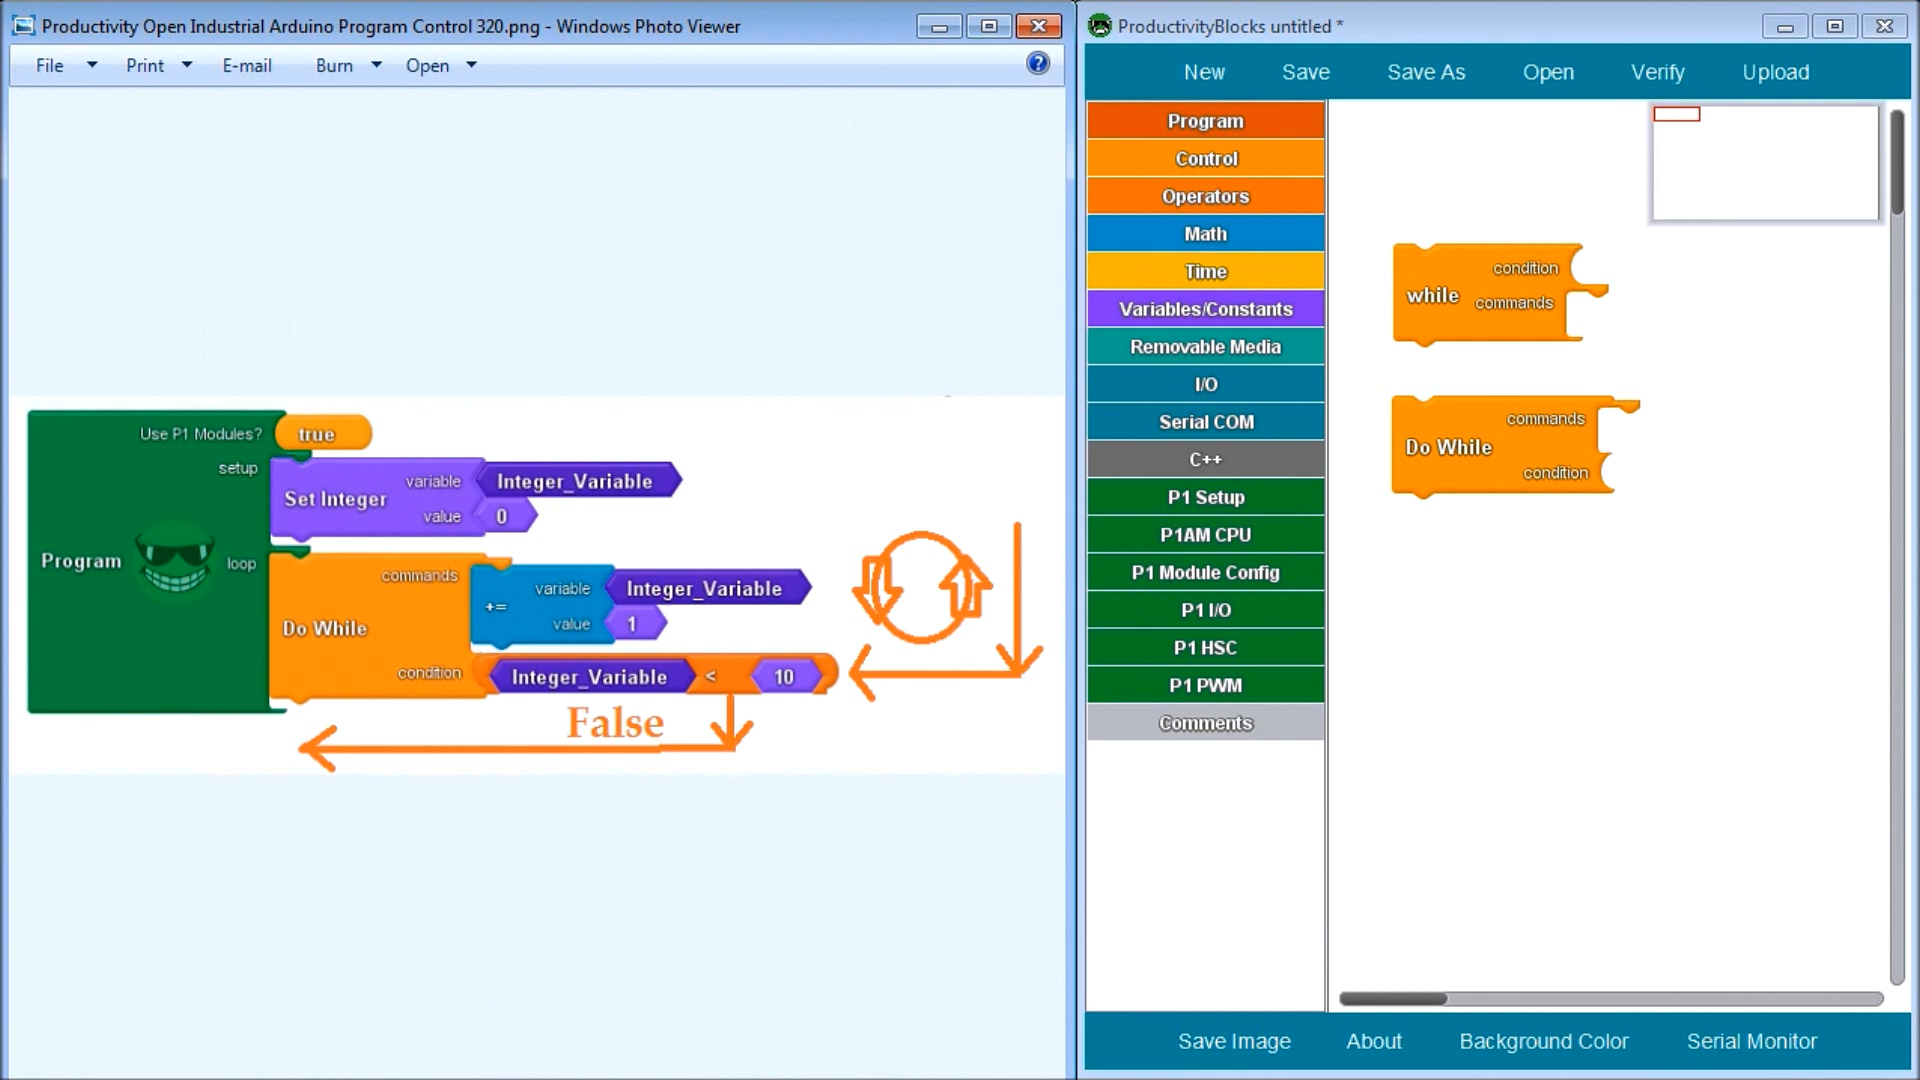 Productivity Open Industrial Arduino Program Control 320.png - Windows Photo Viewer
File Print E-mail Burn Open ?
Use P1 Modules? true
setup
Set Integer variable Integer_Variable
value 0
Program
loop
Do While commands
+= variable Integer_Variable
value 1
condition Integer_Variable < 10
False
ProductivityBlocks untitled *
New Save Save As Open Verify Upload
Program
Control
Operators
Math
Time
Variables/Constants
Removable Media
I/O
Serial COM
C++
P1 Setup
P1AM CPU
P1 Module Config
P1 I/O
P1 HSC
P1 PWM
Comments
while condition
commands
Do While commands
condition
Save Image About Background Color Serial Monitor